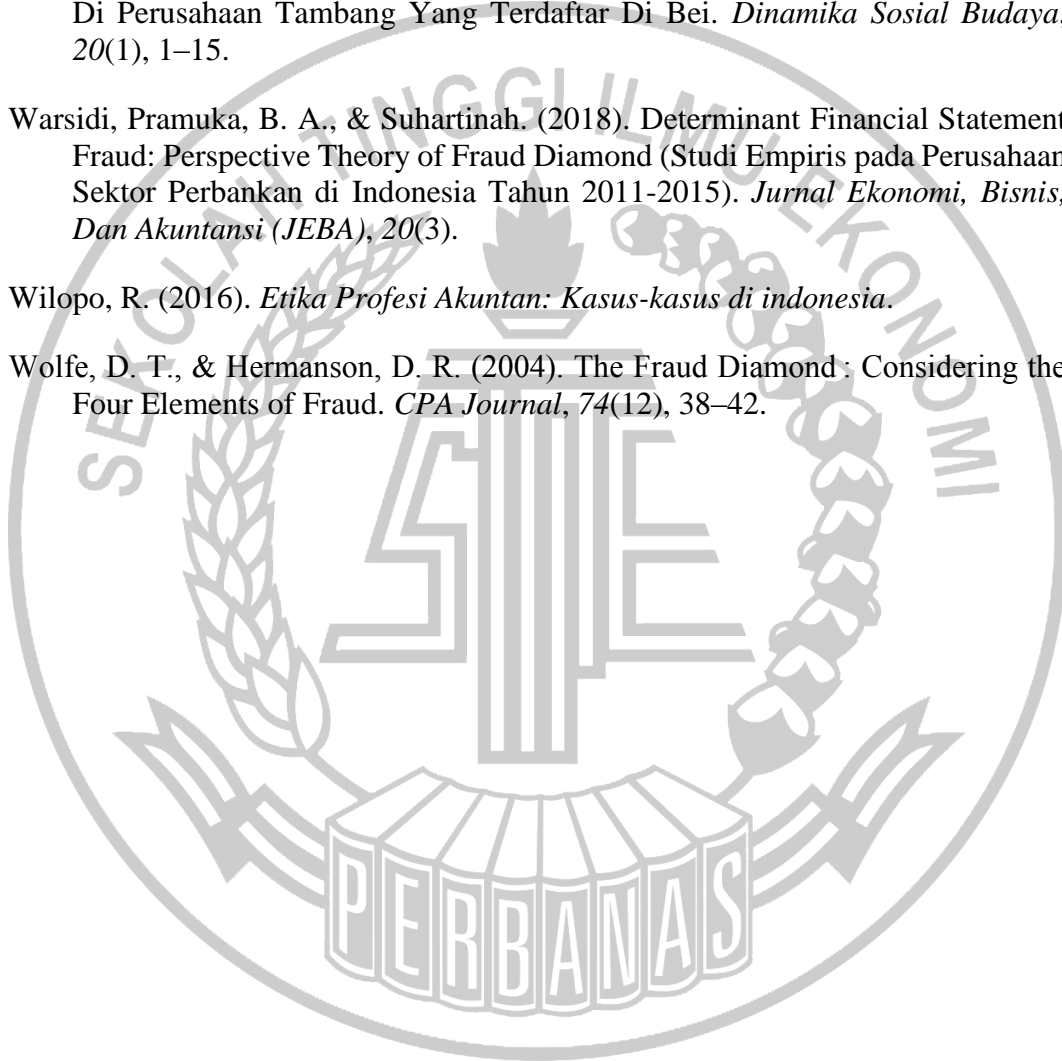 Di Perusahaan Tambang Yang Terdaftar Di Bei. Dinamika Sosial Budaya,
20(1), 1–15.
Warsidi, Pramuka, B. A., & Suhartinah. (2018). Determinant Financial Statement
Fraud: Perspective Theory of Fraud Diamond (Studi Empiris pada Perusahaan
Sektor Perbankan di Indonesia Tahun 2011-2015). Jurnal Ekonomi, Bisnis,
Dan Akuntansi (JEBA), 20(3).
Wilopo, R. (2016). Etika Profesi Akuntan: Kasus-kasus di indonesia.
Wolfe, D. T., & Hermanson, D. R. (2004). The Fraud Diamond : Considering the
Four Elements of Fraud. CPA Journal, 74(12), 38–42.
SEKOLAH TINGGI ILMU EKONOMI
STIE
PERBANAS